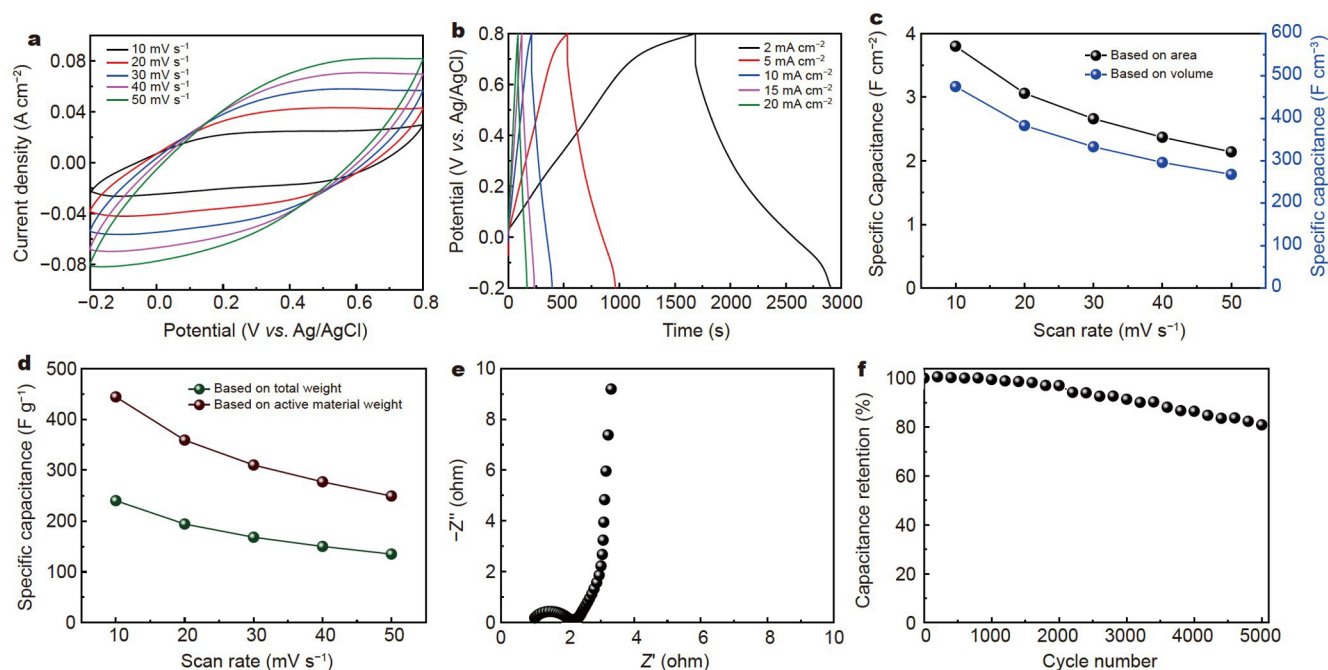 a
10 mV s⁻¹
20 mV s⁻¹
30 mV s⁻¹
40 mV s⁻¹
50 mV s⁻¹
0.08
0.04
0.00
−0.04
−0.08
Current density (A cm⁻²)
−0.2 0.0 0.2 0.4 0.6 0.8
Potential (V vs. Ag/AgCl)
b
2 mA cm⁻²
5 mA cm⁻²
10 mA cm⁻²
15 mA cm⁻²
20 mA cm⁻²
0.8
0.6
0.4
0.2
0.0
−0.2
Potential (V vs. Ag/AgCl)
0 500 1000 1500 2000 2500 3000
Time (s)
c
Based on area
Based on volume
4
3
2
1
0
Specific Capacitance (F cm⁻²)
600
500
400
300
200
100
0
Specific capacitance (F cm⁻³)
10 20 30 40 50
Scan rate (mV s⁻¹)
d
Based on total weight
Based on active material weight
500
400
300
200
100
0
Specific capacitance (F g⁻¹)
10 20 30 40 50
Scan rate (mV s⁻¹)
e
10
8
6
4
2
0
−Z″ (ohm)
0 2 4 6 8 10
Z′ (ohm)
f
100
80
60
40
20
0
Capacitance retention (%)
0 1000 2000 3000 4000 5000
Cycle number